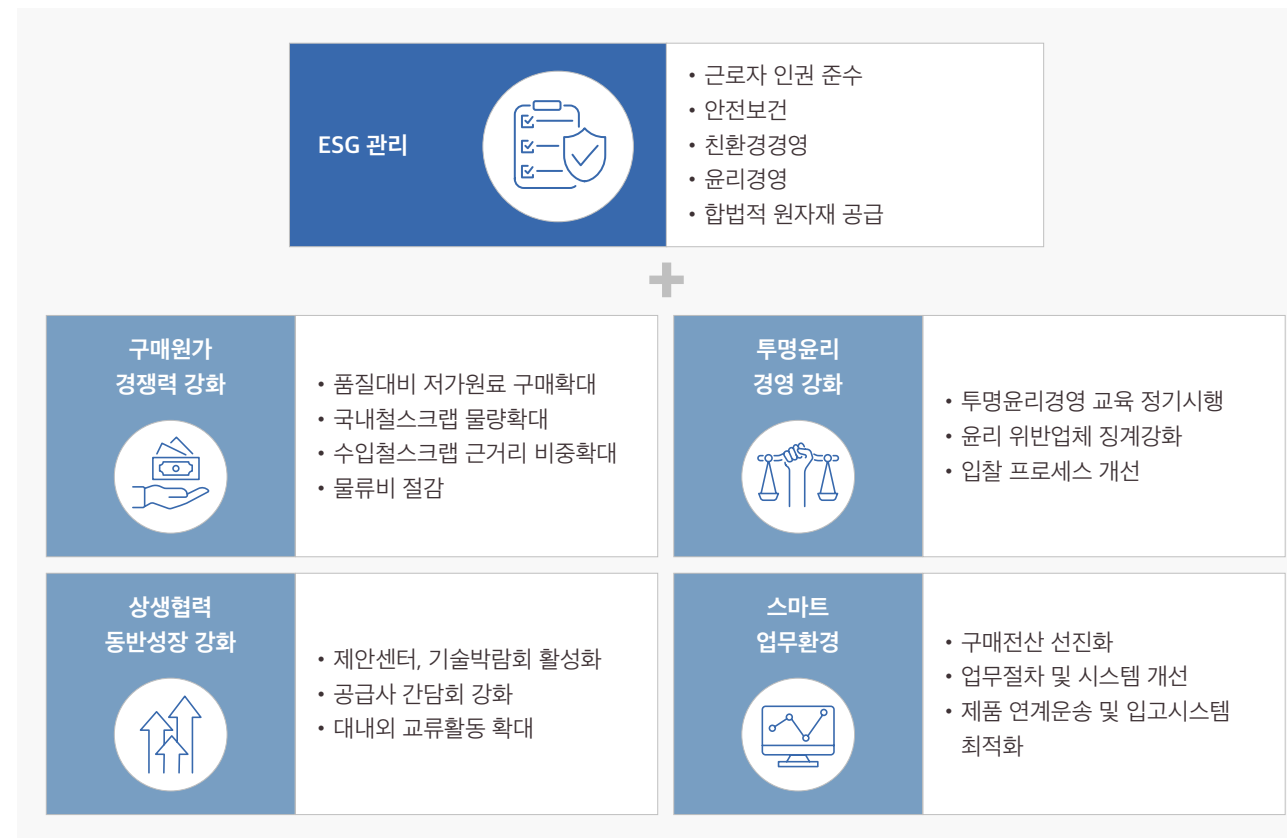 ESG 관리
• 근로자 인권 준수
• 안전보건
• 친환경경영
• 윤리경영
• 합법적 원자재 공급
구매원가
경쟁력 강화
• 품질대비 저가원료 구매확대
• 국내철스크랩 물량확대
• 수입철스크랩 근거리 비중확대
• 물류비 절감
투명윤리
경영 강화
• 투명윤리경영 교육 정기시행
• 윤리 위반업체 징계강화
• 입찰 프로세스 개선
상생협력
동반성장 강화
• 제안센터, 기술박람회 활성화
• 공급사 간담회 강화
• 대내외 교류활동 확대
스마트
업무환경
• 구매전산 선진화
• 업무절차 및 시스템 개선
• 제품 연계운송 및 입고시스템
최적화